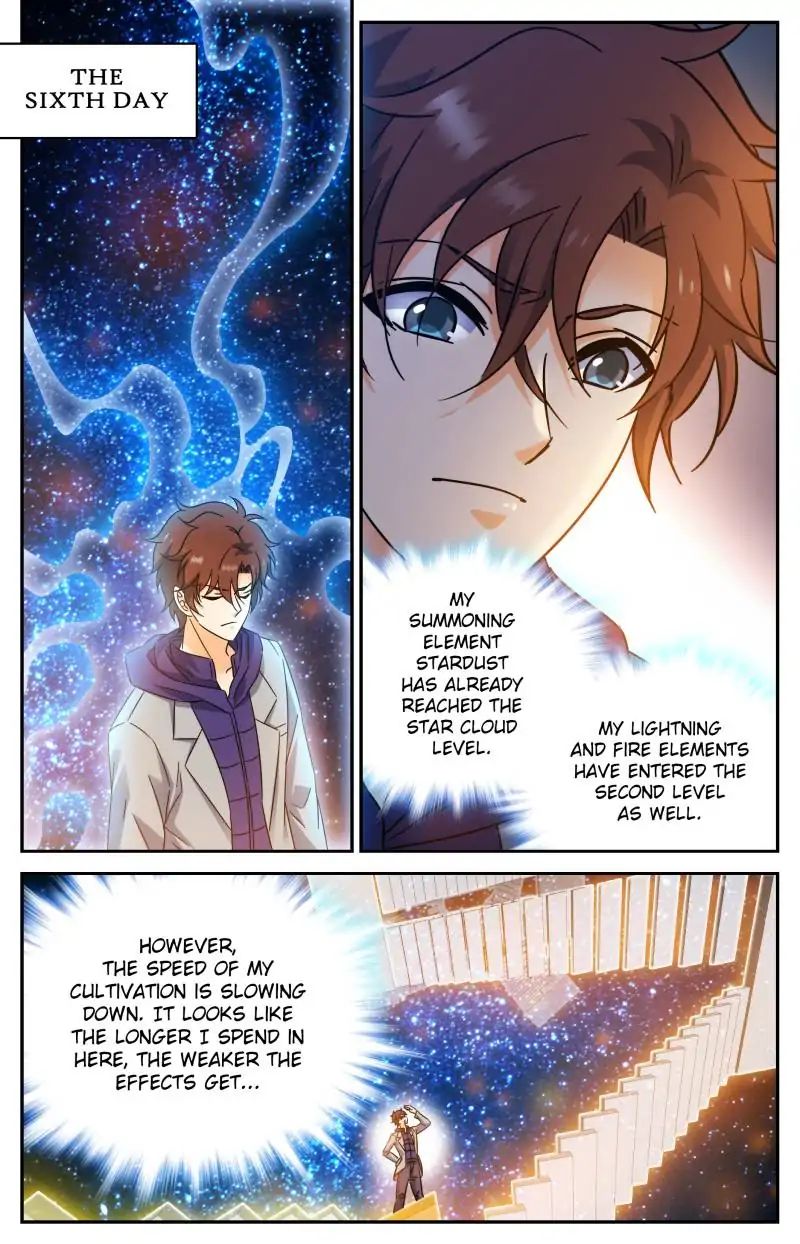 THE
SIXTH DAY
MY
SUMMONING
ELEMENT
STARDUST
HAS ALREADY
REACHED THE
STAR CLOUD
LEVEL.
MY LIGHTNING
AND FIRE ELEMENTS
HAVE ENTERED THE
SECOND LEVEL
AS WELL.
HOWEVER,
THE SPEED OF MY
CULTIVATION IS SLOWING
DOWN. IT LOOKS LIKE
THE LONGER I SPEND IN
HERE, THE WEAKER THE
EFFECTS GET...